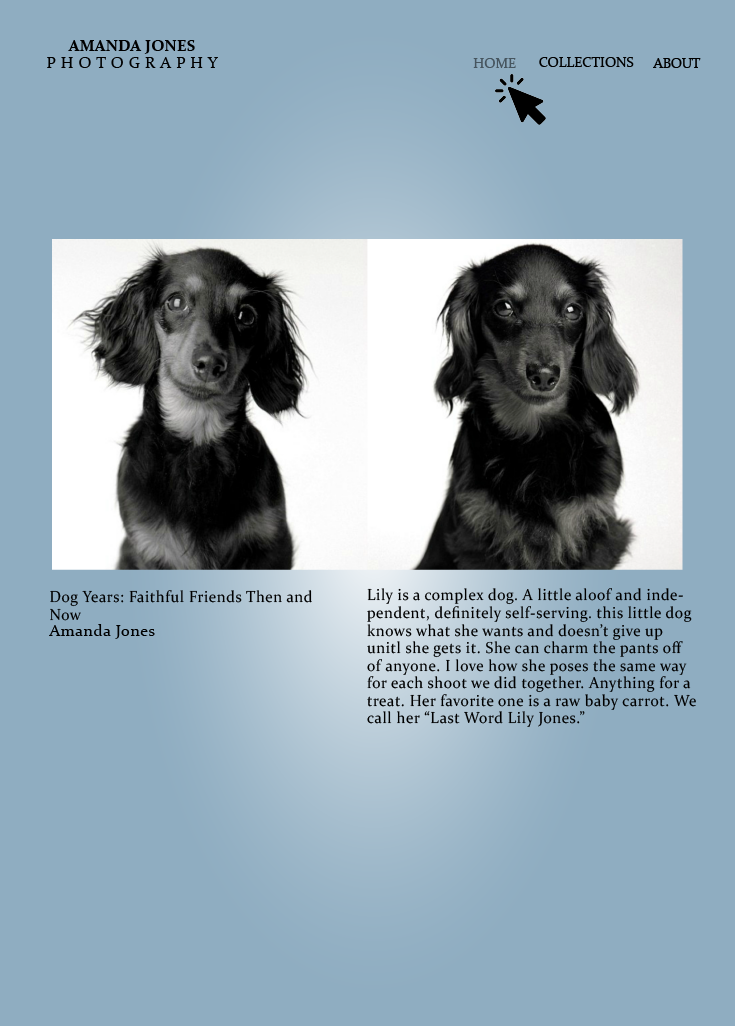 AMANDA JONES
PHOTOGRAPHY
HOME COLLECTIONS ABOUT
Dog Years: Faithful Friends Then and
Now
Amanda Jones
Lily is a complex dog. A little aloof and inde-
pendent, definitely self-serving. this little dog
knows what she wants and doesn’t give up
unitl she gets it. She can charm the pants off
of anyone. I love how she poses the same way
for each shoot we did together. Anything for a
treat. Her favorite one is a raw baby carrot. We
call her “Last Word Lily Jones.”